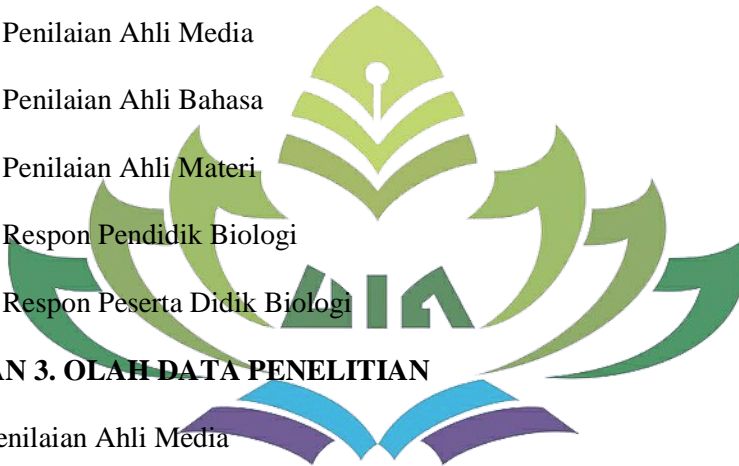 Penilaian Ahli Media
Penilaian Ahli Bahasa
Penilaian Ahli Materi
Respon Pendidik Biologi
Respon Peserta Didik Biologi
UIN
AN 3. OLAH DATA PENELITIAN
enilaian Ahli Media